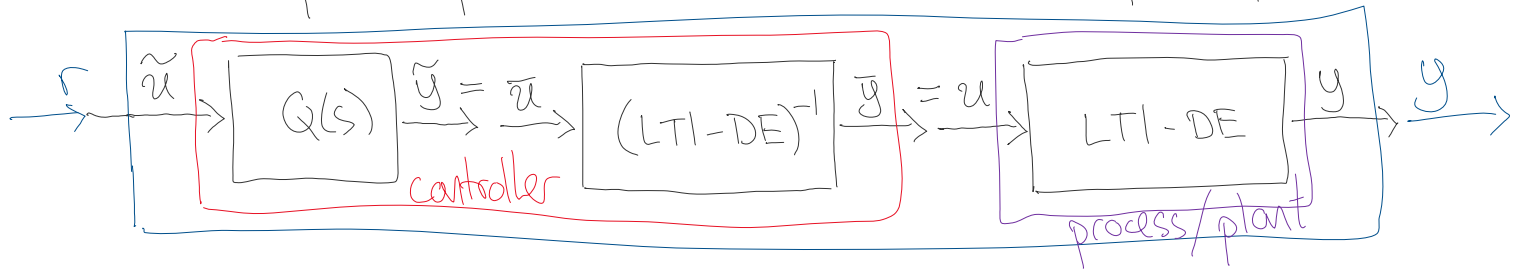 r ũ Q(s) ỹ = ū (LTI-DE)⁻¹ ȳ = u LTI-DE y y
controller
process/plant